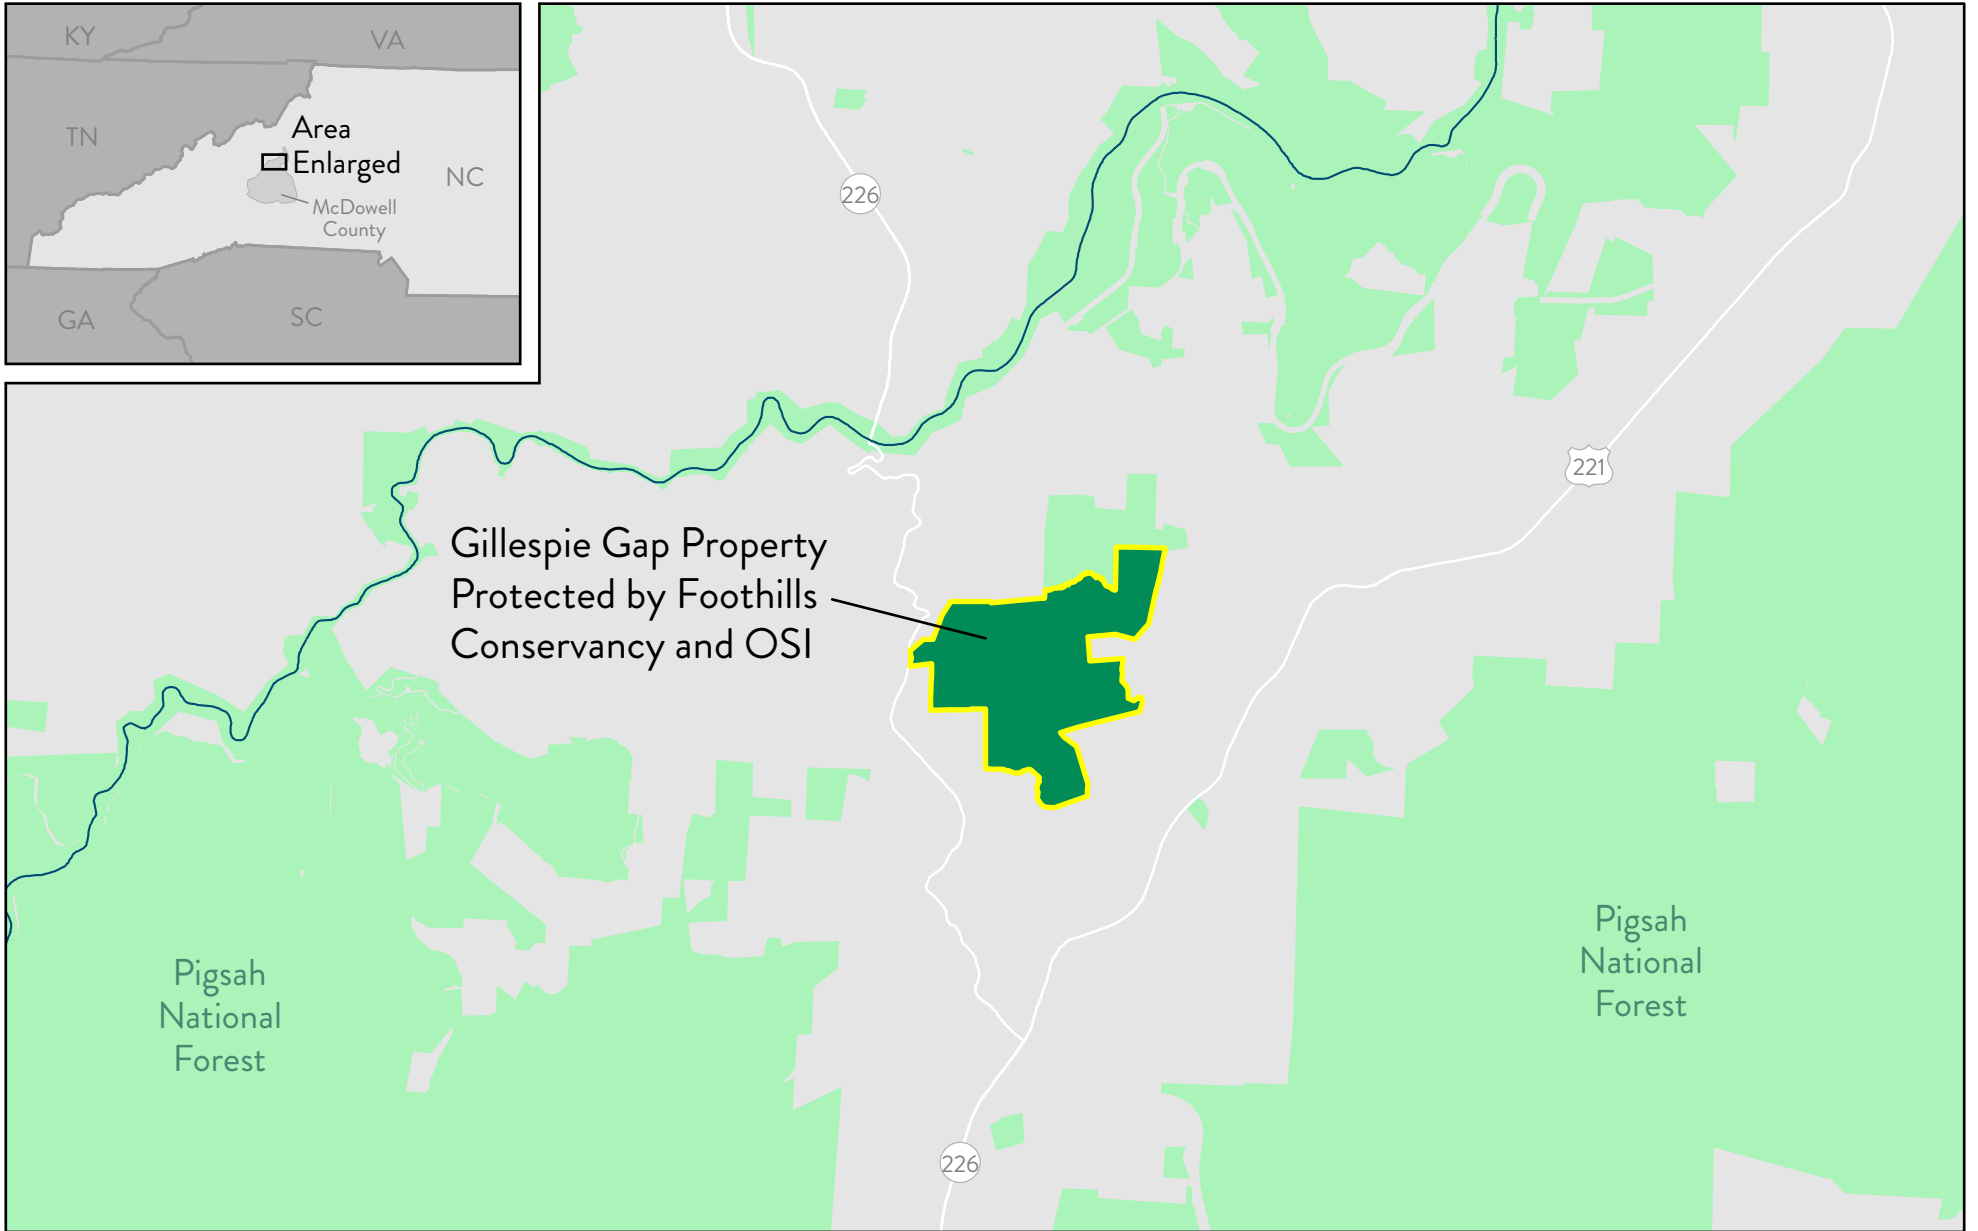 KY
VA
TN
Area
Enlarged
NC
McDowell
County
GA
SC
226
221
Gillespie Gap Property
Protected by Foothills
Conservancy and OSI
Pigsah
National
Forest
Pigsah
National
Forest
226